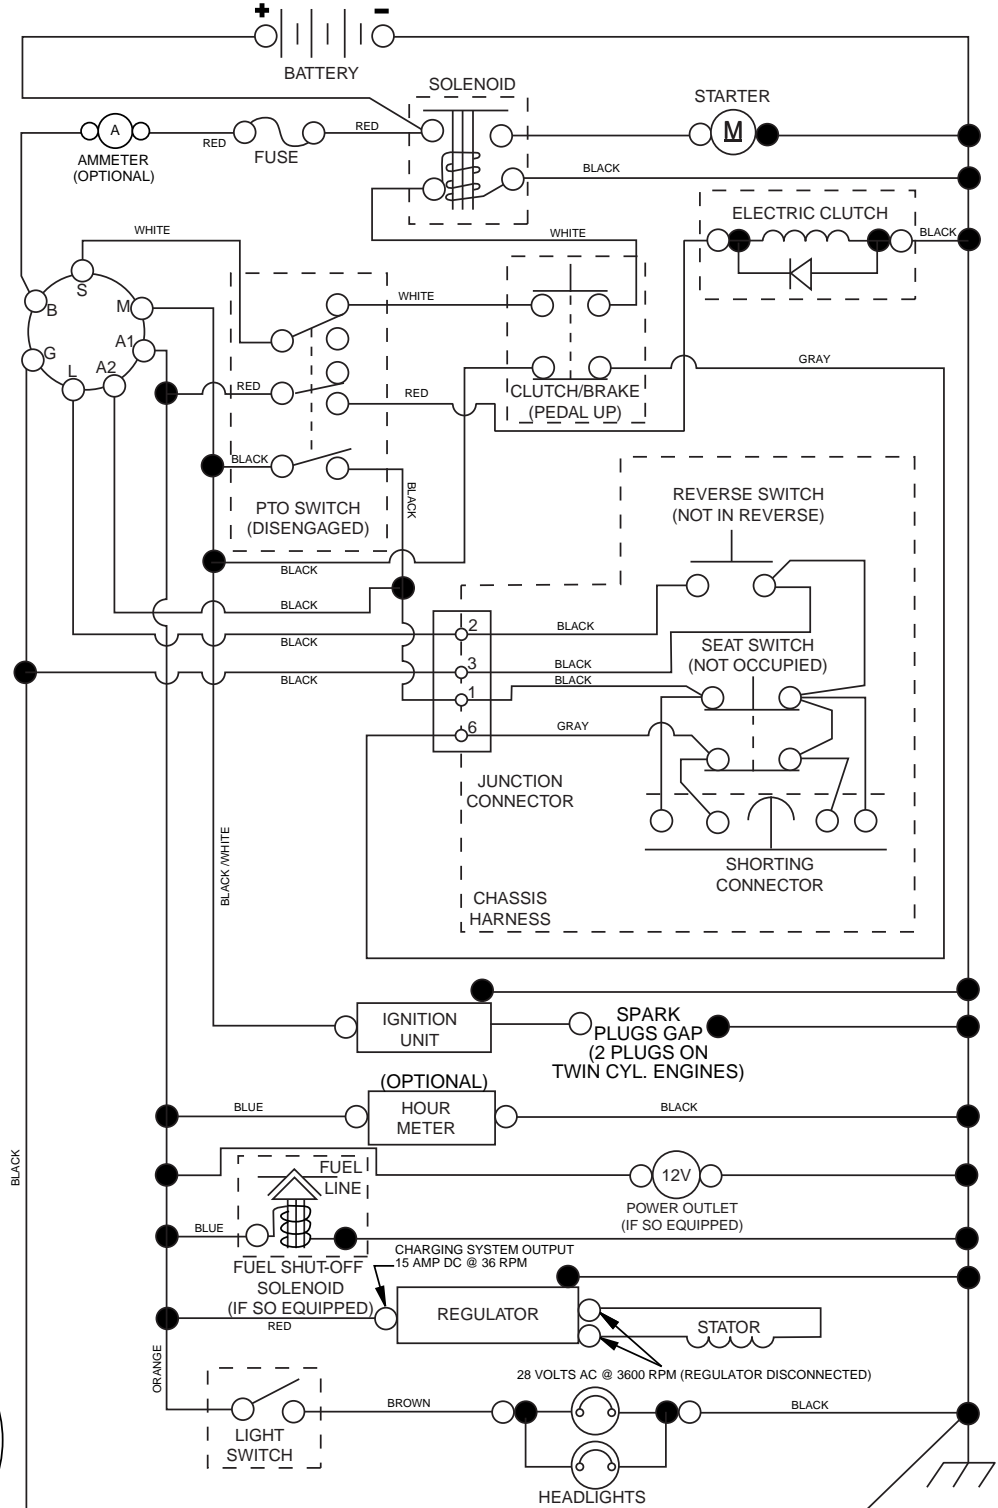 + -
BATTERY
SOLENOID
STARTER
A
RED
FUSE
RED
M
AMMETER
(OPTIONAL)
BLACK
WHITE
WHITE
ELECTRIC CLUTCH
BLACK
S
B
M
WHITE
G
A1
L
A2
RED
RED
GRAY
CLUTCH/BRAKE
(PEDAL UP)
BLACK
BLACK
PTO SWITCH
(DISENGAGED)
REVERSE SWITCH
(NOT IN REVERSE)
BLACK
BLACK
BLACK
2
BLACK
SEAT SWITCH
(NOT OCCUPIED)
3
BLACK
BLACK
1
BLACK
6
GRAY
JUNCTION
CONNECTOR
BLACK /WHITE
SHORTING
CONNECTOR
CHASSIS
HARNESS
IGNITION
UNIT
SPARK
PLUGS GAP
(2 PLUGS ON
TWIN CYL. ENGINES)
(OPTIONAL)
BLUE
HOUR
METER
BLACK
BLACK
FUEL
LINE
12V
POWER OUTLET
(IF SO EQUIPPED)
BLUE
FUEL SHUT-OFF
SOLENOID
(IF SO EQUIPPED)
CHARGING SYSTEM OUTPUT
15 AMP DC @ 36 RPM
RED
REGULATOR
STATOR
28 VOLTS AC @ 3600 RPM (REGULATOR DISCONNECTED)
ORANGE
BROWN
BLACK
LIGHT
SWITCH
HEADLIGHTS